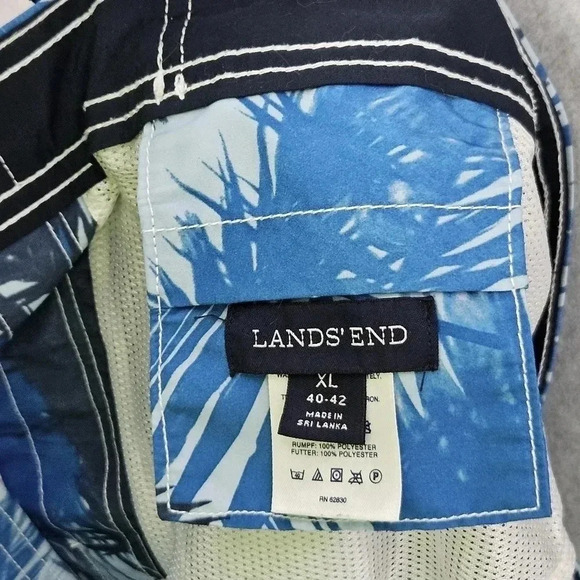 LANDS' END
XL
40-42
MADE IN
SRI LANKA
RUMPF: 100% POLYESTER
FUTTER: 100% POLYESTER
RN 62830